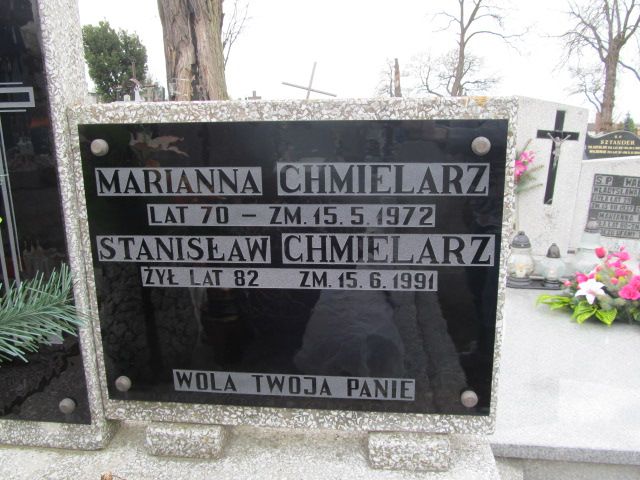 MARIANNA CHMIELARZ
LAT 70 – ZM. 15.5.1972
STANISŁAW CHMIELARZ
ŻYŁ LAT 82 ZM. 15.6.1991
WOLA TWOJA PANIE
SZTANDER